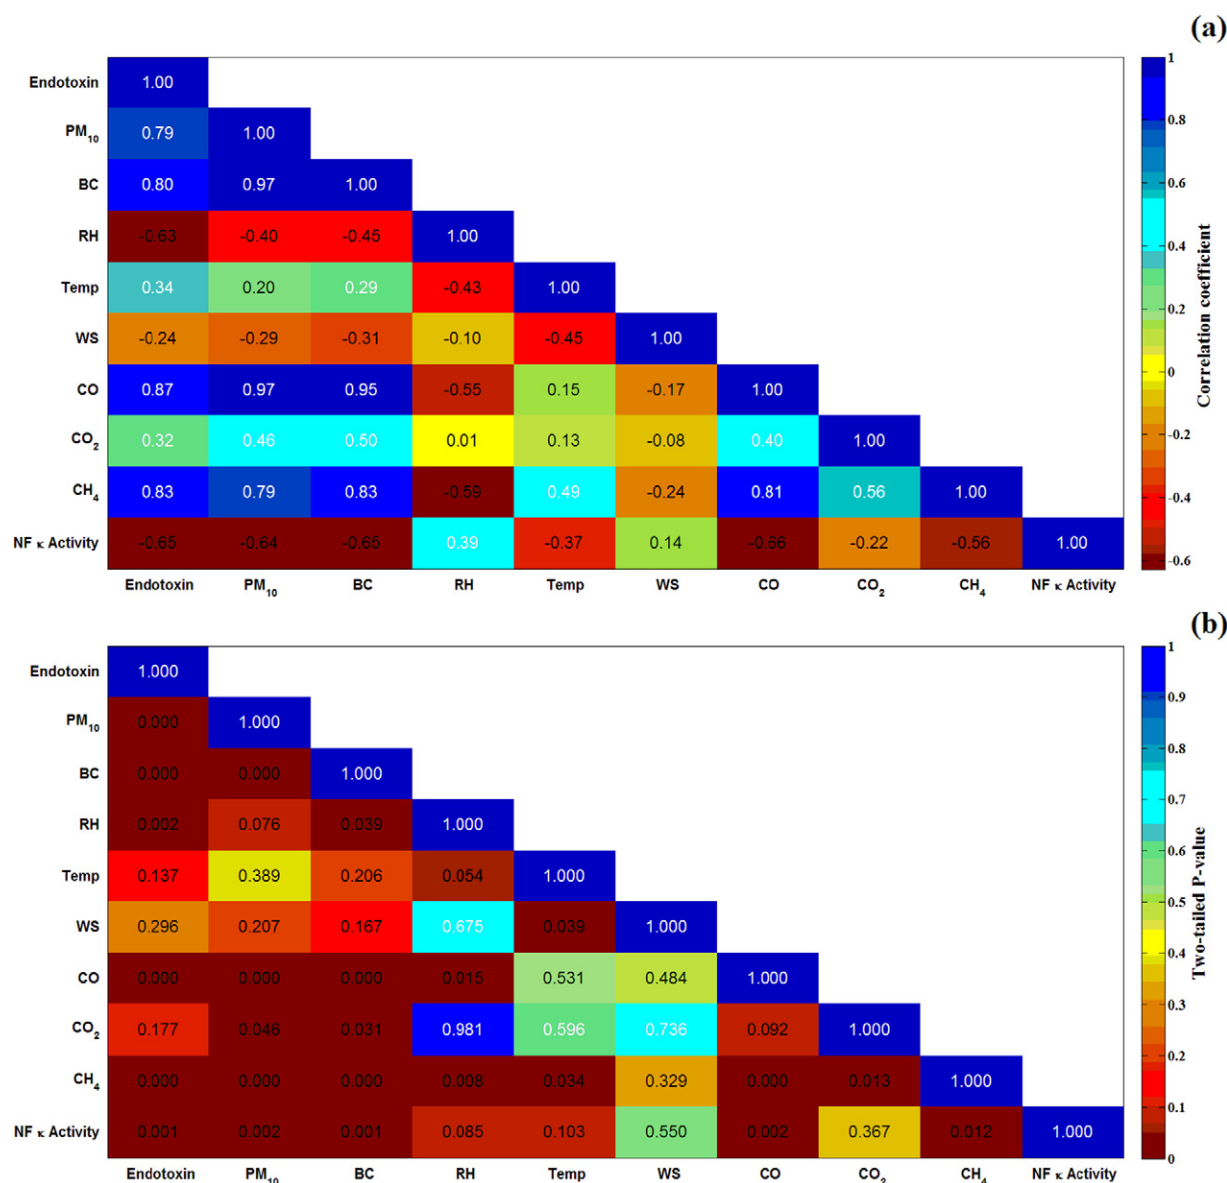 (a)
Endotoxin 1.00
PM10 0.79 1.00
BC 0.80 0.97 1.00
RH -0.63 -0.40 -0.45 1.00
Temp 0.34 0.20 0.29 -0.43 1.00
WS -0.24 -0.29 -0.31 -0.10 -0.45 1.00
CO 0.87 0.97 0.95 -0.55 0.15 -0.17 1.00
CO2 0.32 0.46 0.50 0.01 0.13 -0.08 0.40 1.00
CH4 0.83 0.79 0.83 -0.59 0.49 -0.24 0.81 0.56 1.00
NF κ Activity -0.65 -0.64 -0.65 0.39 -0.37 0.14 -0.66 -0.22 -0.56 1.00
Endotoxin PM10 BC RH Temp WS CO CO2 CH4 NF κ Activity
1
0.8
0.6
0.4
0.2
0
-0.2
-0.4
-0.6
Correlation coefficient
(b)
Endotoxin 1.000
PM10 0.000 1.000
BC 0.000 0.000 1.000
RH 0.002 0.076 0.039 1.000
Temp 0.137 0.389 0.206 0.054 1.000
WS 0.296 0.207 0.167 0.675 0.039 1.000
CO 0.000 0.000 0.000 0.015 0.531 0.484 1.000
CO2 0.177 0.046 0.031 0.981 0.596 0.736 0.092 1.000
CH4 0.000 0.000 0.000 0.008 0.034 0.329 0.000 0.013 1.000
NF κ Activity 0.001 0.002 0.001 0.085 0.103 0.550 0.002 0.367 0.012 1.000
Endotoxin PM10 BC RH Temp WS CO CO2 CH4 NF κ Activity
1
0.9
0.8
0.7
0.6
0.5
0.4
0.3
0.2
0.1
0
Two-tailed P-value